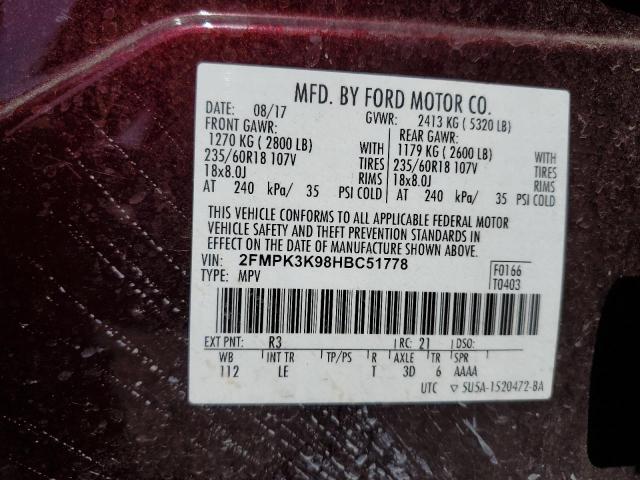 MFD. BY FORD MOTOR CO.
DATE: 08/17 GVWR: 2413 KG ( 5320 LB)
FRONT GAWR: REAR GAWR:
1270 KG ( 2800 LB) WITH 1179 KG ( 2600 LB) WITH
235/60R18 107V TIRES 235/60R18 107V TIRES
18x8.0J RIMS 18x8.0J RIMS
AT 240 kPa/ 35 PSI COLD AT 240 kPa/ 35 PSI COLD
THIS VEHICLE CONFORMS TO ALL APPLICABLE FEDERAL MOTOR
VEHICLE SAFETY AND THEFT PREVENTION STANDARDS IN
EFFECT ON THE DATE OF MANUFACTURE SHOWN ABOVE.
VIN: 2FMPK3K98HBC51778 F0166
TYPE: MPV T0403
EXT PNT: R3 RC: 21 DSO:
WB INT TR TP/PS R AXLE TR SPR
112 LE T 3D 6 AAAA
UTC ▽ 5U5A-1520472-BA